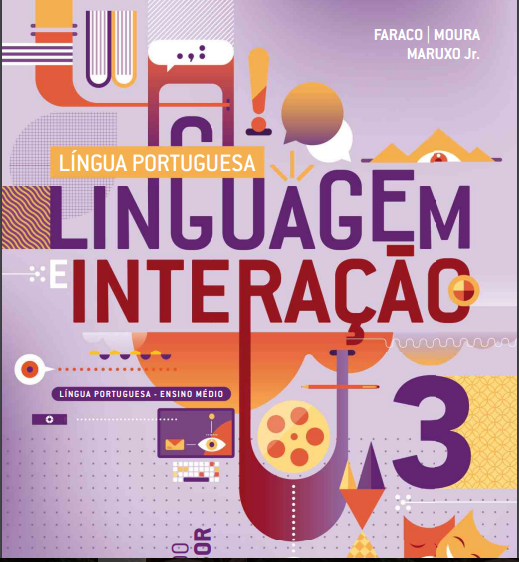 FARACO | MOURA
MARUXO Jr.
LÍNGUA PORTUGUESA
LINGUAGEM
E INTERAÇÃO
LÍNGUA PORTUGUESA - ENSINO MÉDIO
3